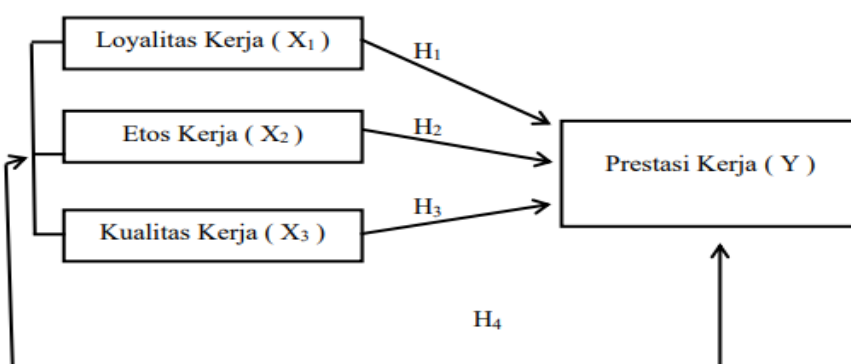 Loyalitas Kerja ( X₁ )
H₁
Etos Kerja ( X₂ )
H₂
Prestasi Kerja ( Y )
Kualitas Kerja ( X₃ )
H₃
H₄